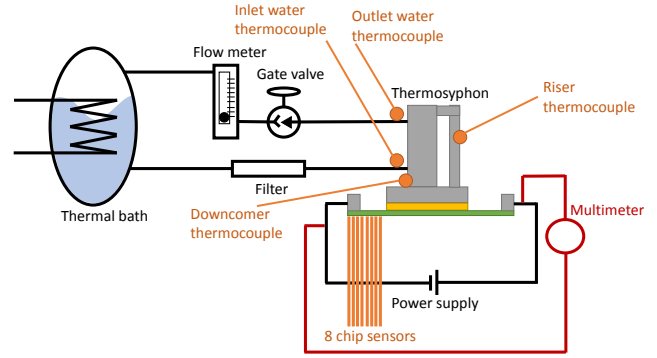 Inlet water
thermocouple
Outlet water
thermocouple
Flow meter
Gate valve
Thermosyphon
Riser
thermocouple
Filter
Thermal bath
Downcomer
thermocouple
Multimeter
Power supply
8 chip sensors